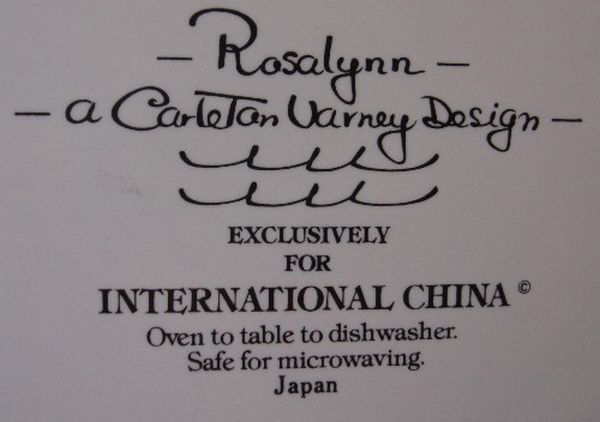 — Rosalynn —
— a Carleton Varney Design —
EXCLUSIVELY
FOR
INTERNATIONAL CHINA ©
Oven to table to dishwasher.
Safe for microwaving.
Japan